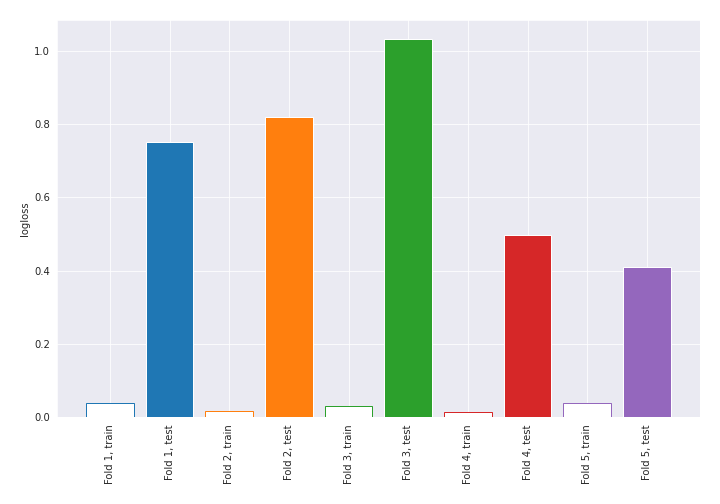 1.0
0.8
0.6
0.4
0.2
0.0
logloss
Fold 1, train
Fold 1, test
Fold 2, train
Fold 2, test
Fold 3, train
Fold 3, test
Fold 4, train
Fold 4, test
Fold 5, train
Fold 5, test